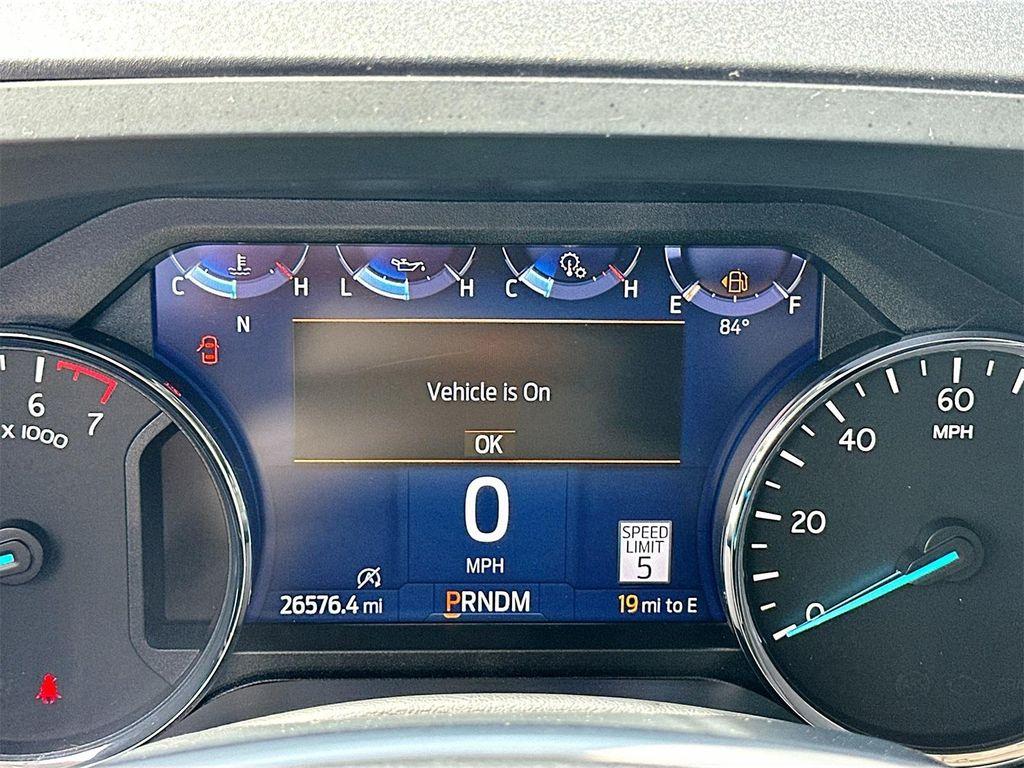 C H L H C H E F
N
84°
Vehicle is On
OK
6
7
X 1000
0
MPH
SPEED
LIMIT
5
26576.4 mi
PRNDM
19 mi to E
60
MPH
40
20
0